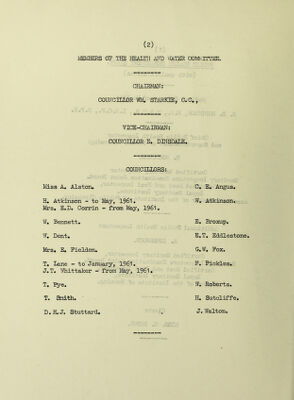 (2)
MEMBERS OF THE HEALTH AND WATER COMMITTEE.
CHAIRMAN:
COUNCILLOR WM. STARKIE, C.C.,
VICE-CHAIRMAN:
COUNCILLOR E. DINSDALE.
COUNCILLORS:
Miss A. Alston. C. E. Angus.
H. Atkinson - to May, 1961. W. Atkinson.
Mrs. E.D. Corrin - from May, 1961.
W. Bennett. E. Broxup.
W. Dent. E.T. Eddlestone.
Mrs. E. Fielden. G.W. Fox.
T. Lane - to January, 1961. F. Pickles.
J.T. Whittaker - from May, 1961.
T. Pye. W. Roberts.
T. Smith. H. Sutcliffe.
D.H.J. Stuttard. J. Walton.